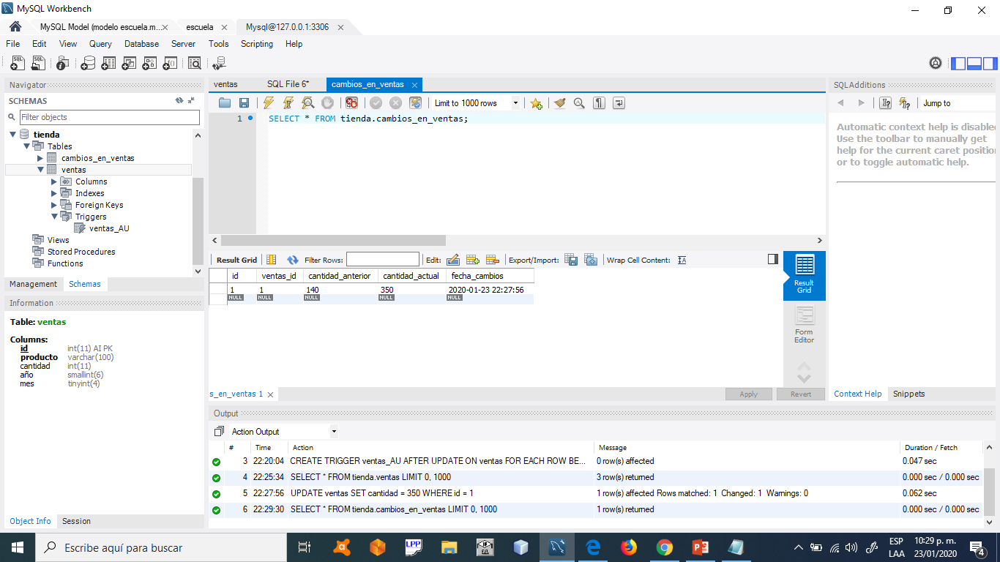 MySQL Workbench
MySQL Model (modelo escuela.m...
escuela
Mysql@127.0.0.1:3306
File Edit View Query Database Server Tools Scripting Help
Navigator
SCHEMAS
Filter objects
tienda
Tables
cambios_en_ventas
ventas
Columns
Indexes
Foreign Keys
Triggers
ventas_AU
Views
Stored Procedures
Functions
Management Schemas
Information
Table: ventas
Columns:
id int(11) AI PK
producto varchar(100)
cantidad int(11)
año smallint(6)
mes tinyint(4)
Object Info Session
ventas SQL File 6* cambios_en_ventas
Limit to 1000 rows
1 SELECT * FROM tienda.cambios_en_ventas;
Result Grid Filter Rows: Edit: Export/Import: Wrap Cell Content:
id ventas_id cantidad_anterior cantidad_actual fecha_cambios
1 1 140 350 2020-01-23 22:27:56
NULL NULL NULL NULL NULL
Result
Grid
Form
Editor
s_en_ventas 1
Apply Revert
SQLAdditions
Jump to
Automatic context help is disable
Use the toolbar to manually get
help for the current caret position
or to toggle automatic help.
Context Help Snippets
Output
Action Output
# Time Action Message Duration / Fetch
3 22:20:04 CREATE TRIGGER ventas_AU AFTER UPDATE ON ventas FOR EACH ROW BE... 0 row(s) affected 0.047 sec
4 22:25:34 SELECT * FROM tienda.ventas LIMIT 0, 1000 3 row(s) returned 0.000 sec / 0.000 sec
5 22:27:56 UPDATE ventas SET cantidad = 350 WHERE id = 1 1 row(s) affected Rows matched: 1 Changed: 1 Warnings: 0 0.062 sec
6 22:29:30 SELECT * FROM tienda.cambios_en_ventas LIMIT 0, 1000 1 row(s) returned 0.000 sec / 0.000 sec
Escribe aquí para buscar
LPP
ESP
LAA
10:29 p. m.
23/01/2020
4